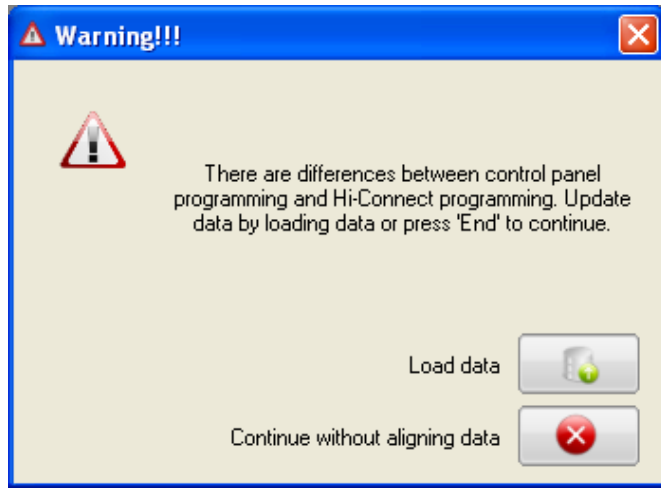 Warning!!!
There are differences between control panel
programming and Hi-Connect programming. Update
data by loading data or press 'End' to continue.
Load data
Continue without aligning data